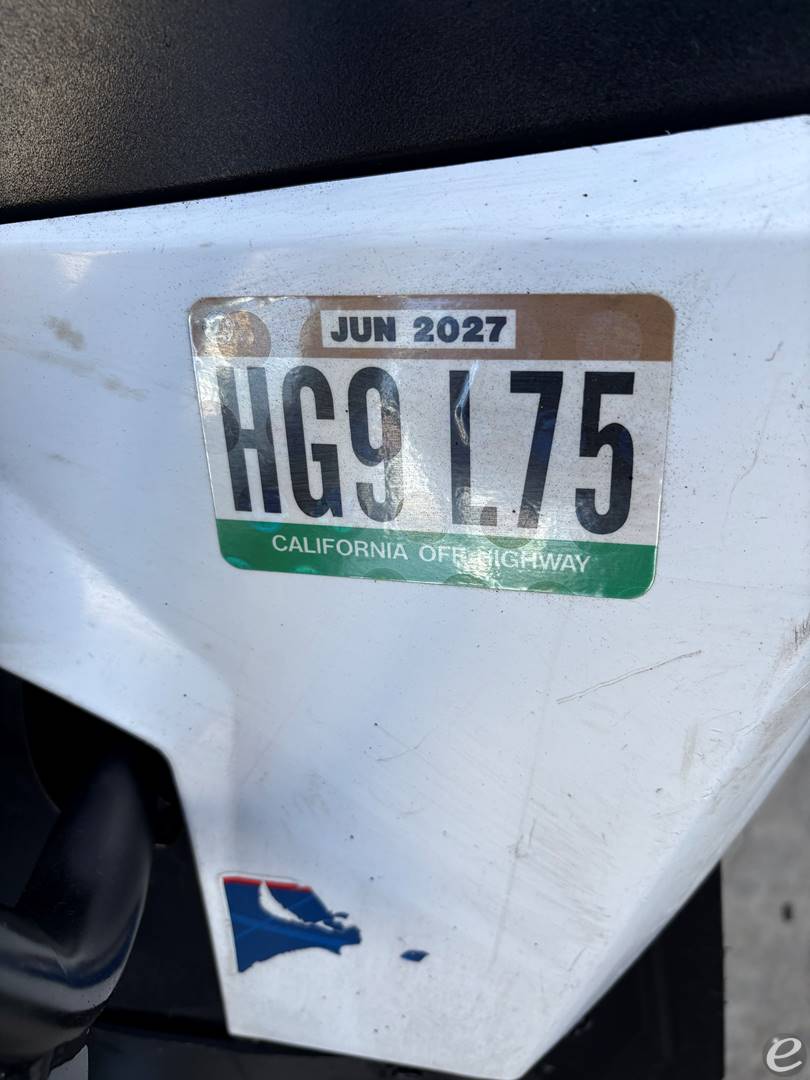 JUN 2027
HG9 L75
CALIFORNIA OFF-HIGHWAY
e